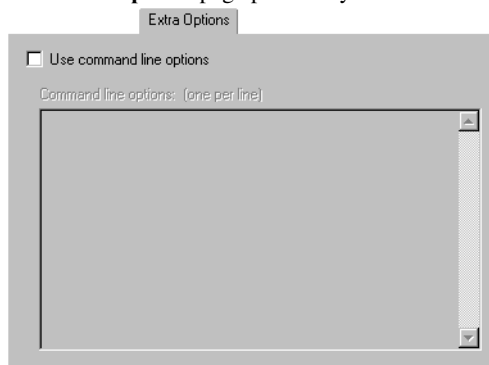 Extra Options
Use command line options
Command line options: (one per line)